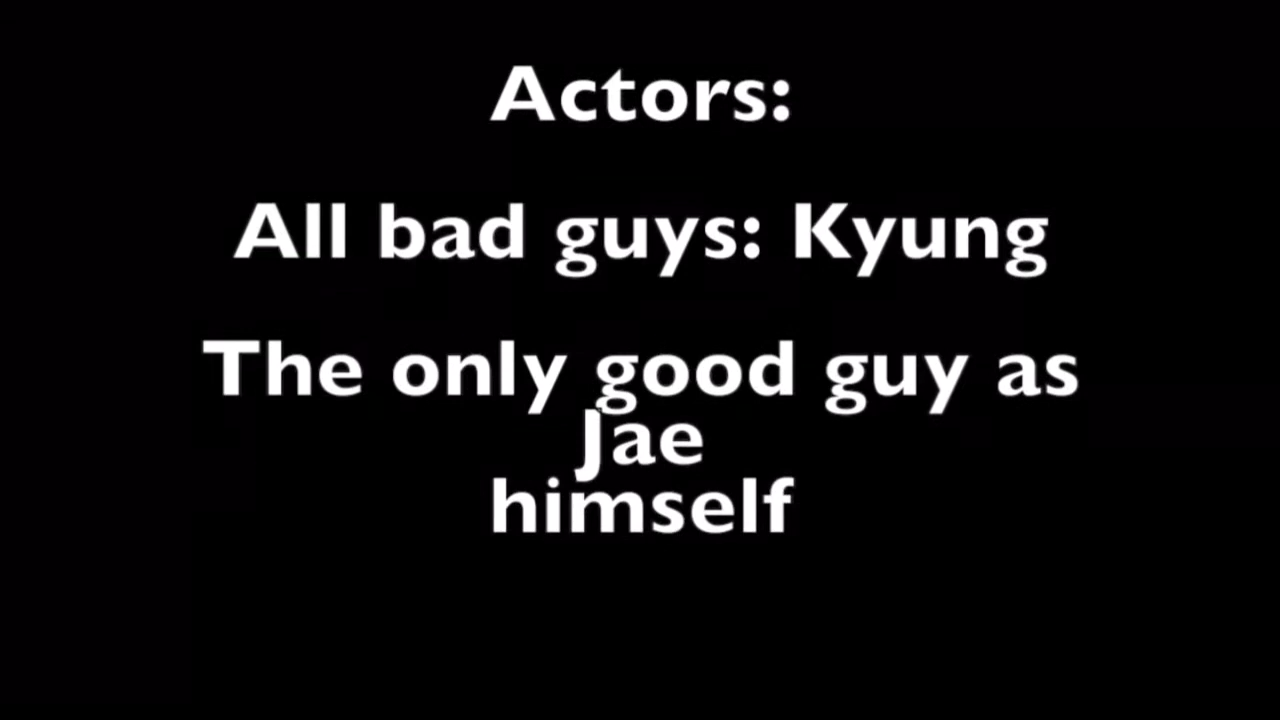 Actors:
All bad guys: Kyung
The only good guy as
Jae
himself